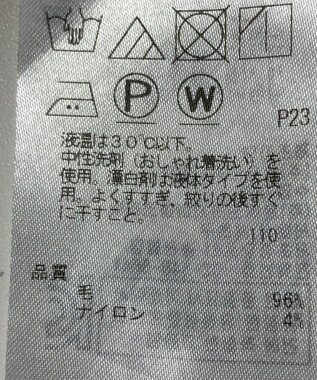 P W
P23
液温は30℃以下、
中性洗剤（おしゃれ着洗い）を
使用。漂白剤は液体タイプを使
用。よくすすぎ、絞りの後すぐ
に干すこと。
110
品質
毛 96%
ナイロン 4%